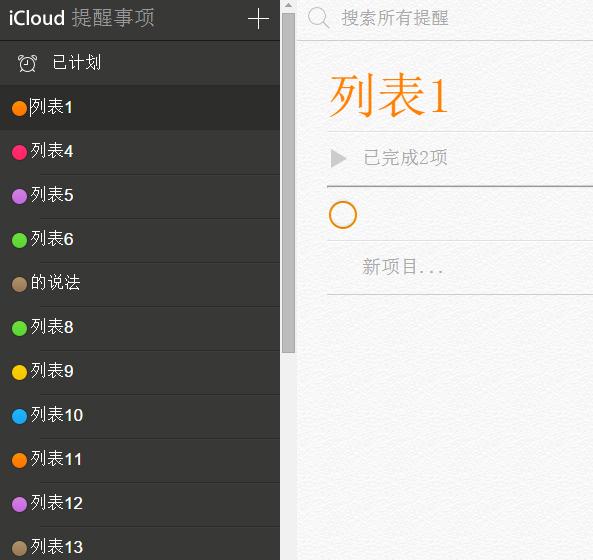 iCloud 提醒事项
已计划
列表1
列表4
列表5
列表6
的说法
列表8
列表9
列表10
列表11
列表12
列表13
搜索所有提醒
列表1
已完成2项
新项目...